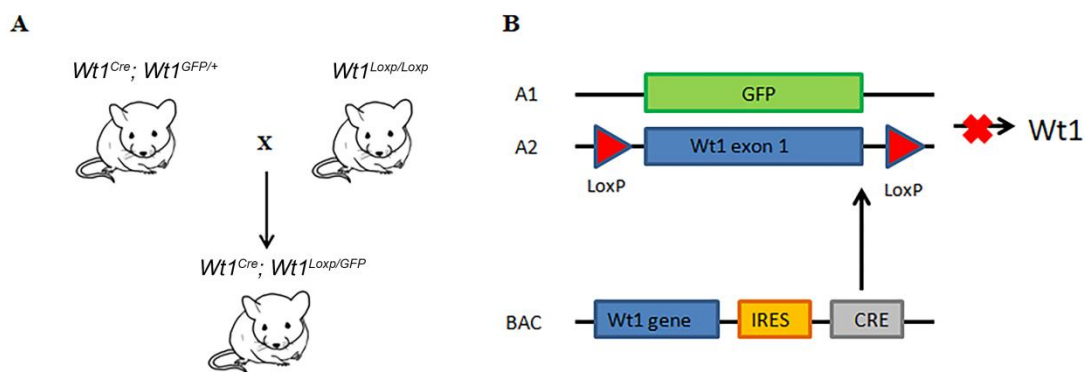 A
Wt1Cre; Wt1GFP/+
Wt1Loxp/Loxp
x
Wt1Cre; Wt1Loxp/GFP
B
A1
GFP
A2
Wt1 exon 1
Wt1
LoxP
LoxP
BAC
Wt1 gene
IRES
CRE